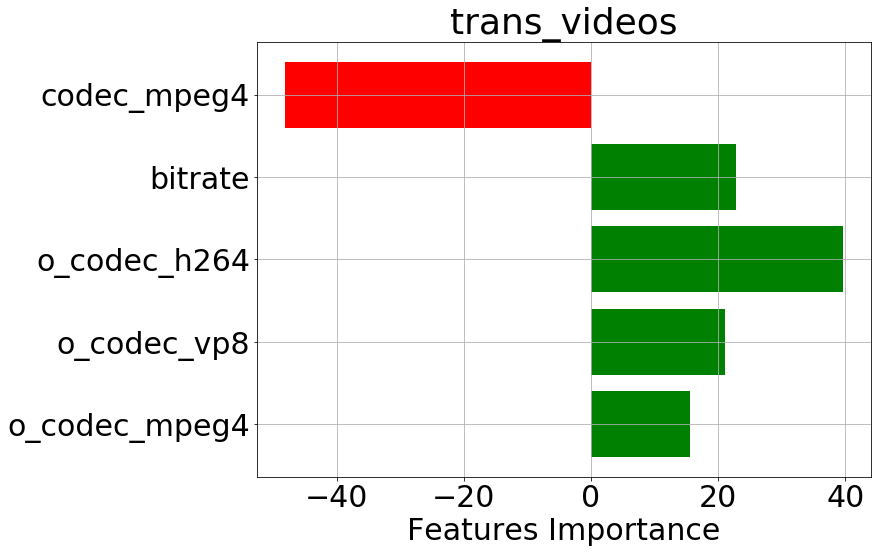 trans_videos
codec_mpeg4
bitrate
o_codec_h264
o_codec_vp8
o_codec_mpeg4
−40 −20 0 20 40
Features Importance